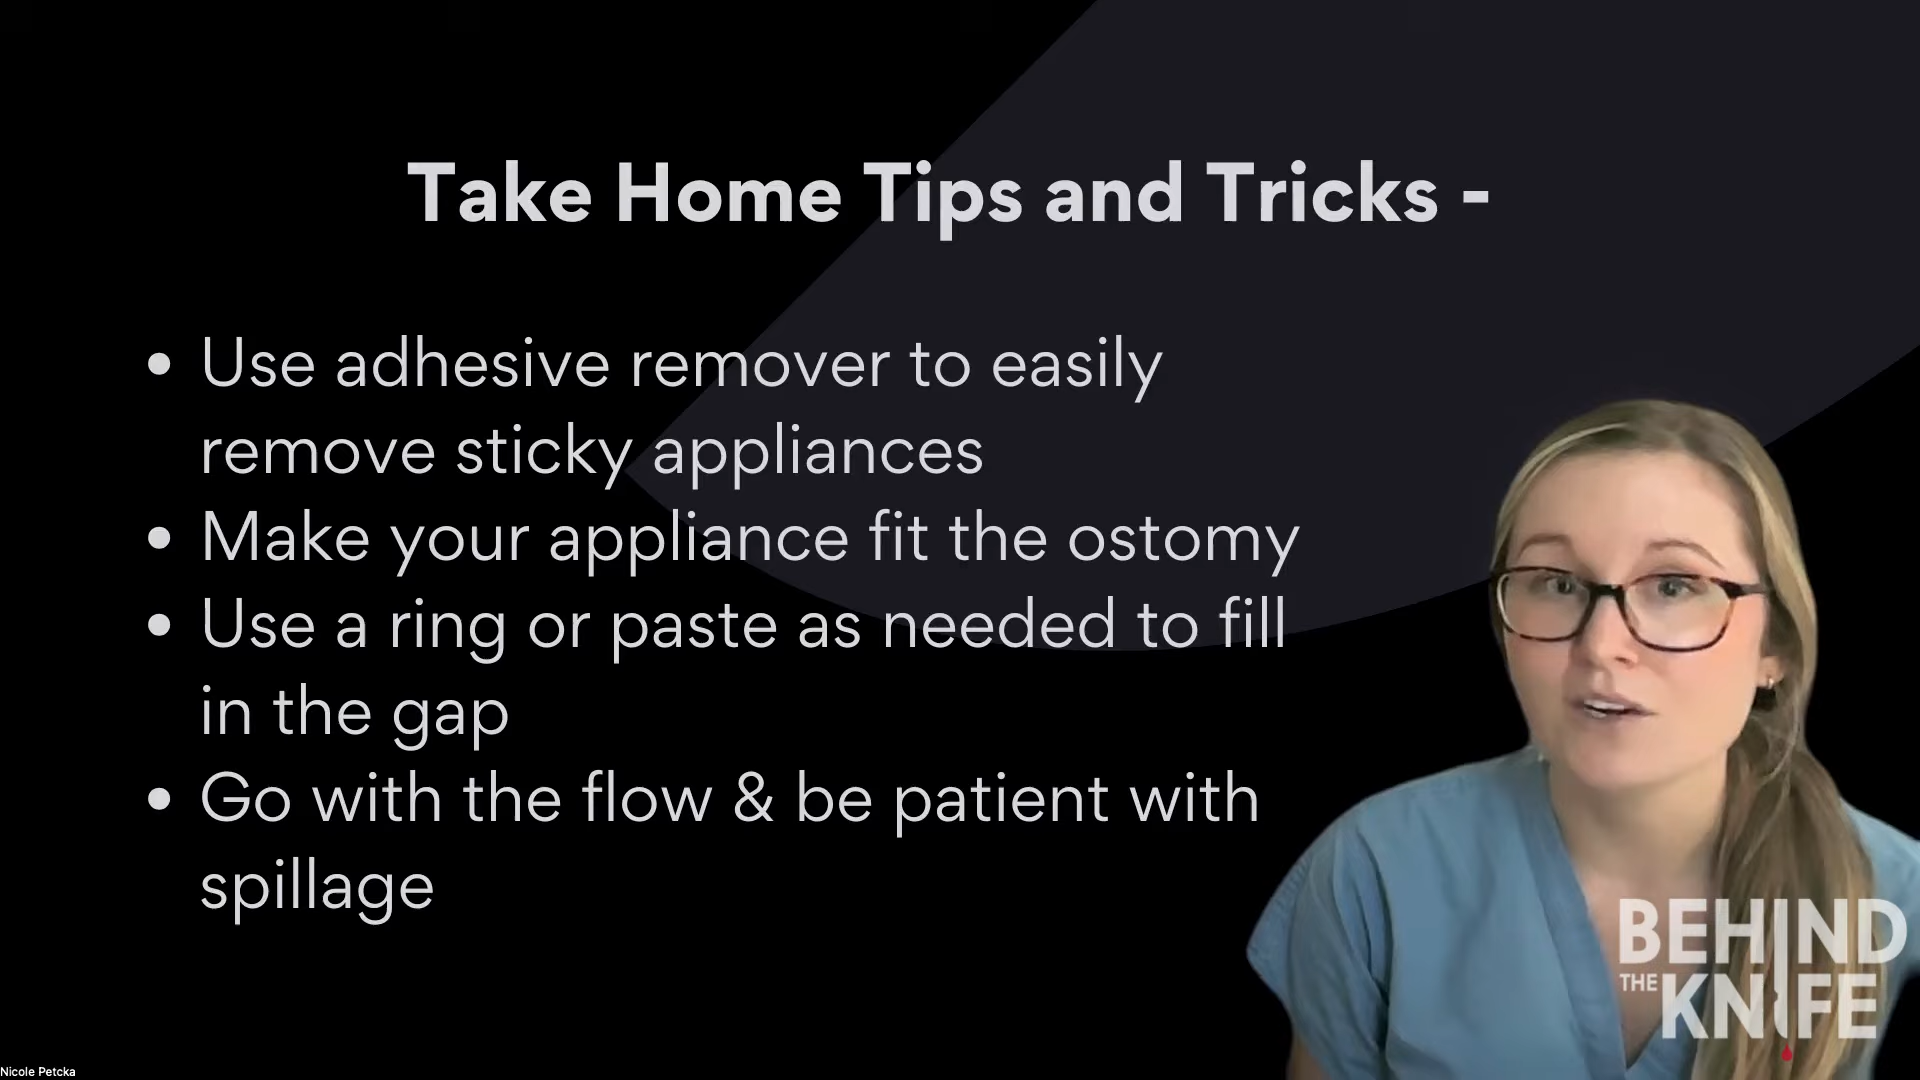 Take Home Tips and Tricks -
• Use adhesive remover to easily
remove sticky appliances
• Make your appliance fit the ostomy
• Use a ring or paste as needed to fill
in the gap
• Go with the flow & be patient with
spillage
BEHIND
THE KNIFE
Nicole Petcka